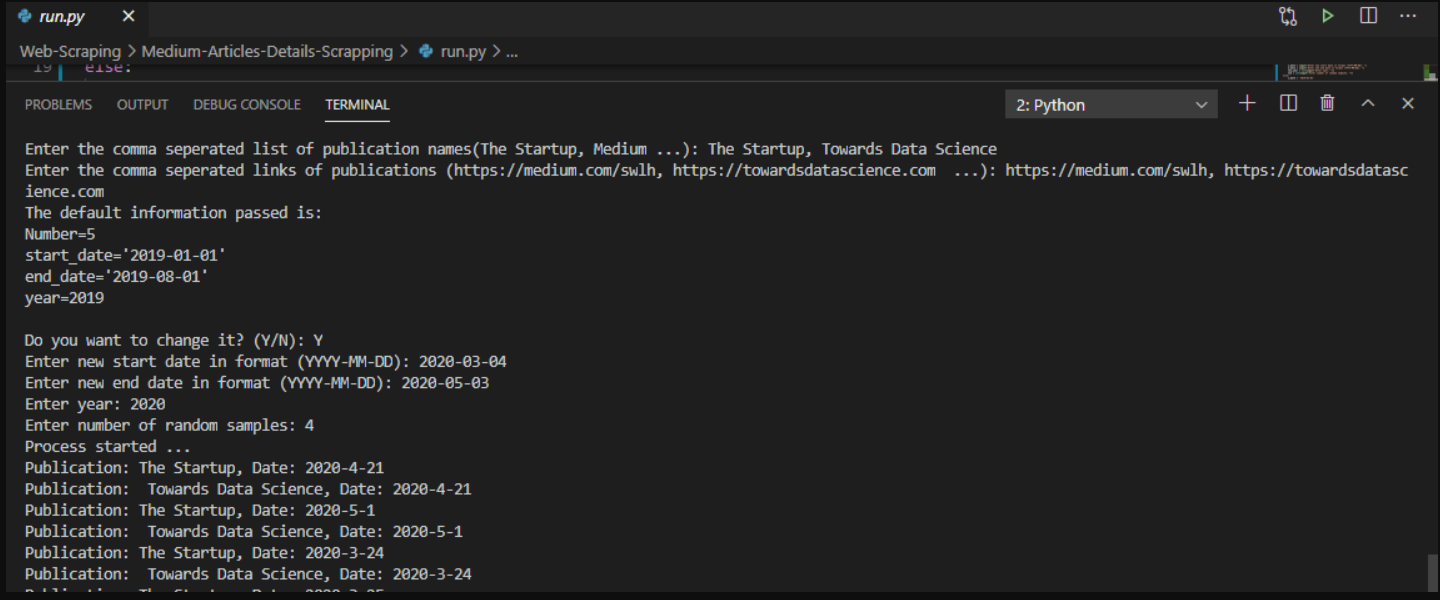 run.py
Web-Scraping > Medium-Articles-Details-Scrapping > run.py > ...
19 else:
PROBLEMS OUTPUT DEBUG CONSOLE TERMINAL 2: Python
Enter the comma seperated list of publication names(The Startup, Medium ...): The Startup, Towards Data Science
Enter the comma seperated links of publications (https://medium.com/swlh, https://towardsdatascience.com  ...): https://medium.com/swlh, https://towardsdatasc
ience.com
The default information passed is:
Number=5
start_date='2019-01-01'
end_date='2019-08-01'
year=2019
Do you want to change it? (Y/N): Y
Enter new start date in format (YYYY-MM-DD): 2020-03-04
Enter new end date in format (YYYY-MM-DD): 2020-05-03
Enter year: 2020
Enter number of random samples: 4
Process started ...
Publication: The Startup, Date: 2020-4-21
Publication:  Towards Data Science, Date: 2020-4-21
Publication: The Startup, Date: 2020-5-1
Publication:  Towards Data Science, Date: 2020-5-1
Publication: The Startup, Date: 2020-3-24
Publication:  Towards Data Science, Date: 2020-3-24
Publication: The Startup, Date: